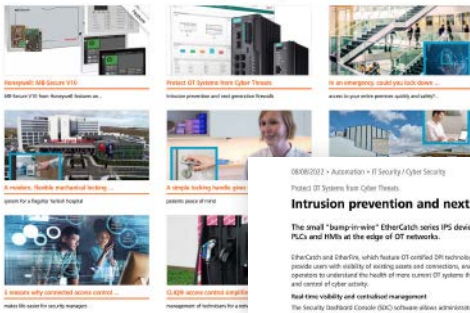 Honeywell: MB-Secure V10
MB-Secure V10 from Honeywell features an ...
Protect OT Systems from Cyber Threats
Intrusion prevention and next generation firewalls
In an emergency, could you lock down ...
access to your entire premises quickly and safely?...
A modern, flexible mechanical locking ...
system for a flagship Turkish hospital
A simple locking handle gives
patients peace of mind
5 reasons why connected access control ...
make life easier for security managers ...
CLIQ® access control simplifie
management of technicians for a
08/08/2022 • Automation • IT Security / Cyber Security
Protect OT Systems from Cyber Threats
Intrusion prevention and next
The small "bump-in-wire" EtherCatch series IPS devic
PLCs and HMIs at the edge of OT networks.
EtherCatch and EtherFire, which feature OT-certified DPI technolog
provide users with visibility of existing assets and connections, ena
operators to understand the health of more current OT systems th
and control of cyber activity.
Real-time visibility and centralised management
The Security Dashboard Console (SDC) software allows administrat